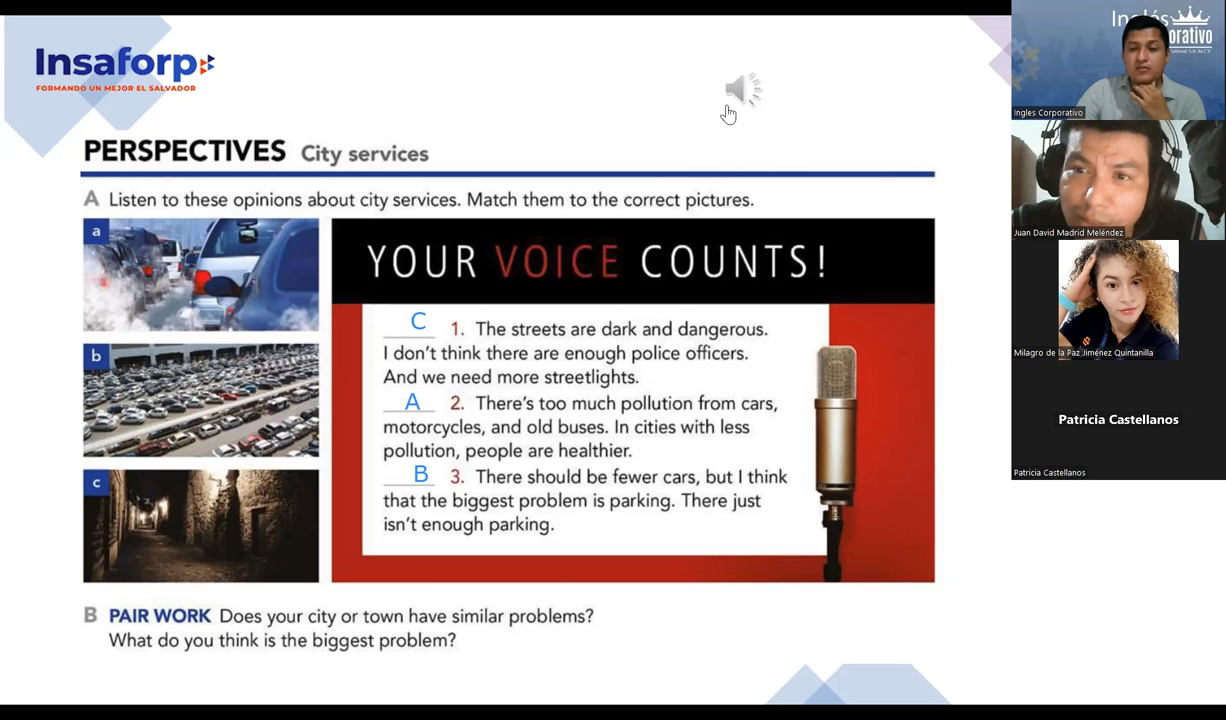 Insaforp
FORMANDO UN MEJOR EL SALVADOR
PERSPECTIVES City services
A Listen to these opinions about city services. Match them to the correct pictures.
a
b
c
YOUR VOICE COUNTS!
C 1. The streets are dark and dangerous.
I don't think there are enough police officers.
And we need more streetlights.
A 2. There's too much pollution from cars,
motorcycles, and old buses. In cities with less
pollution, people are healthier.
B 3. There should be fewer cars, but I think
that the biggest problem is parking. There just
isn't enough parking.
B PAIR WORK Does your city or town have similar problems?
What do you think is the biggest problem?
Ingles Corporativo
Juan David Madrid Meléndez
Milagro de la Paz Jiménez Quintanilla
Patricia Castellanos
Patricia Castellanos